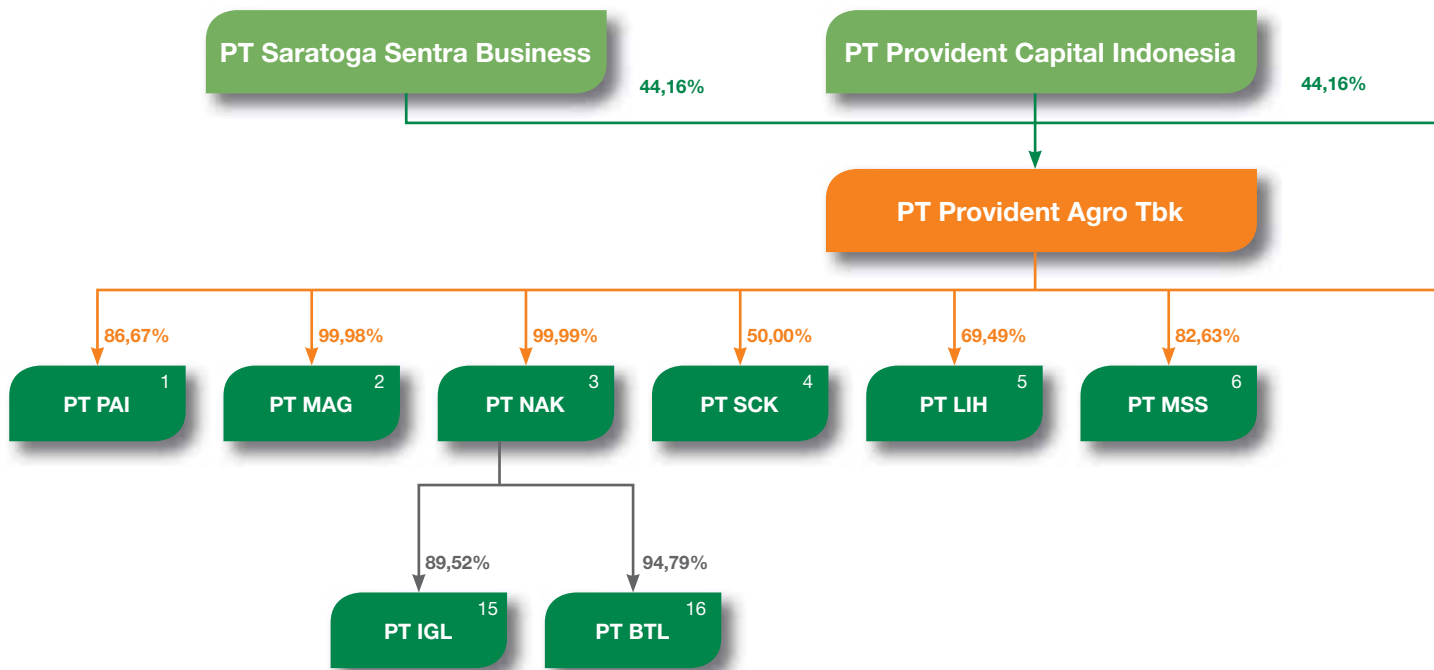 PT Saratoga Sentra Business
PT Provident Capital Indonesia
44,16%
44,16%
PT Provident Agro Tbk
86,67%
99,98%
99,99%
50,00%
69,49%
82,63%
1
PT PAI
2
PT MAG
3
PT NAK
4
PT SCK
5
PT LIH
6
PT MSS
89,52%
94,79%
15
PT IGL
16
PT BTL